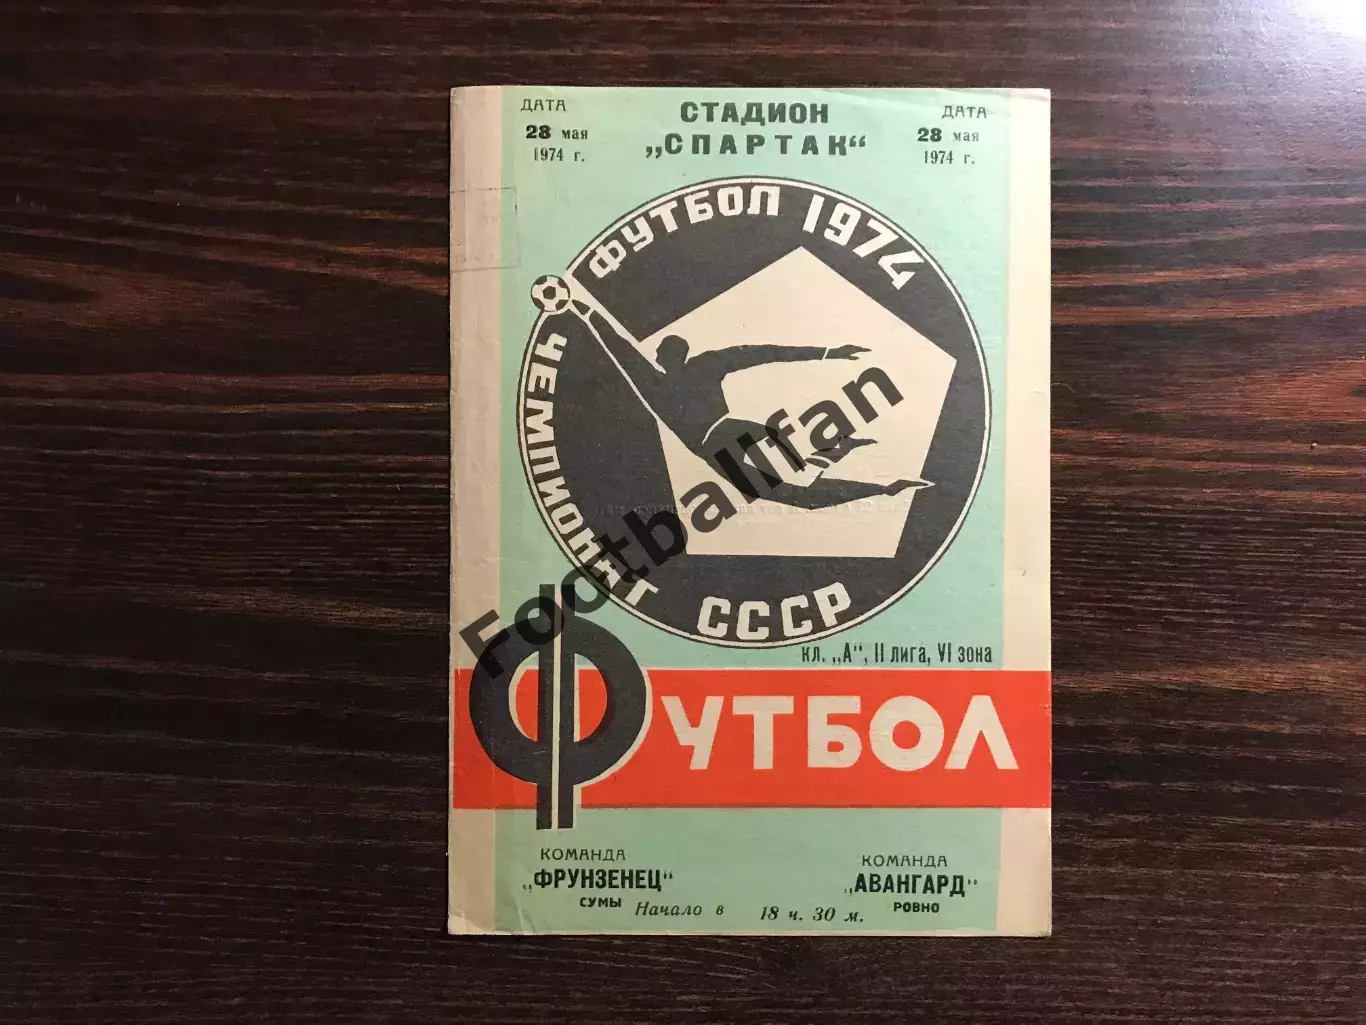 ДАТА
28 мая
1974 г.
СТАДИОН
„СПАРТАК“
ДАТА
28 мая
1974 г.
ФУТБОЛ 1974
ЧЕМПИОНАТ СССР
Footballfan
кл. „А“, II лига, VI зона
ФУТБОЛ
КОМАНДА
„ФРУНЗЕНЕЦ“
СУМЫ
КОМАНДА
„АВАНГАРД“
РОВНО
Начало в 18 ч. 30 м.